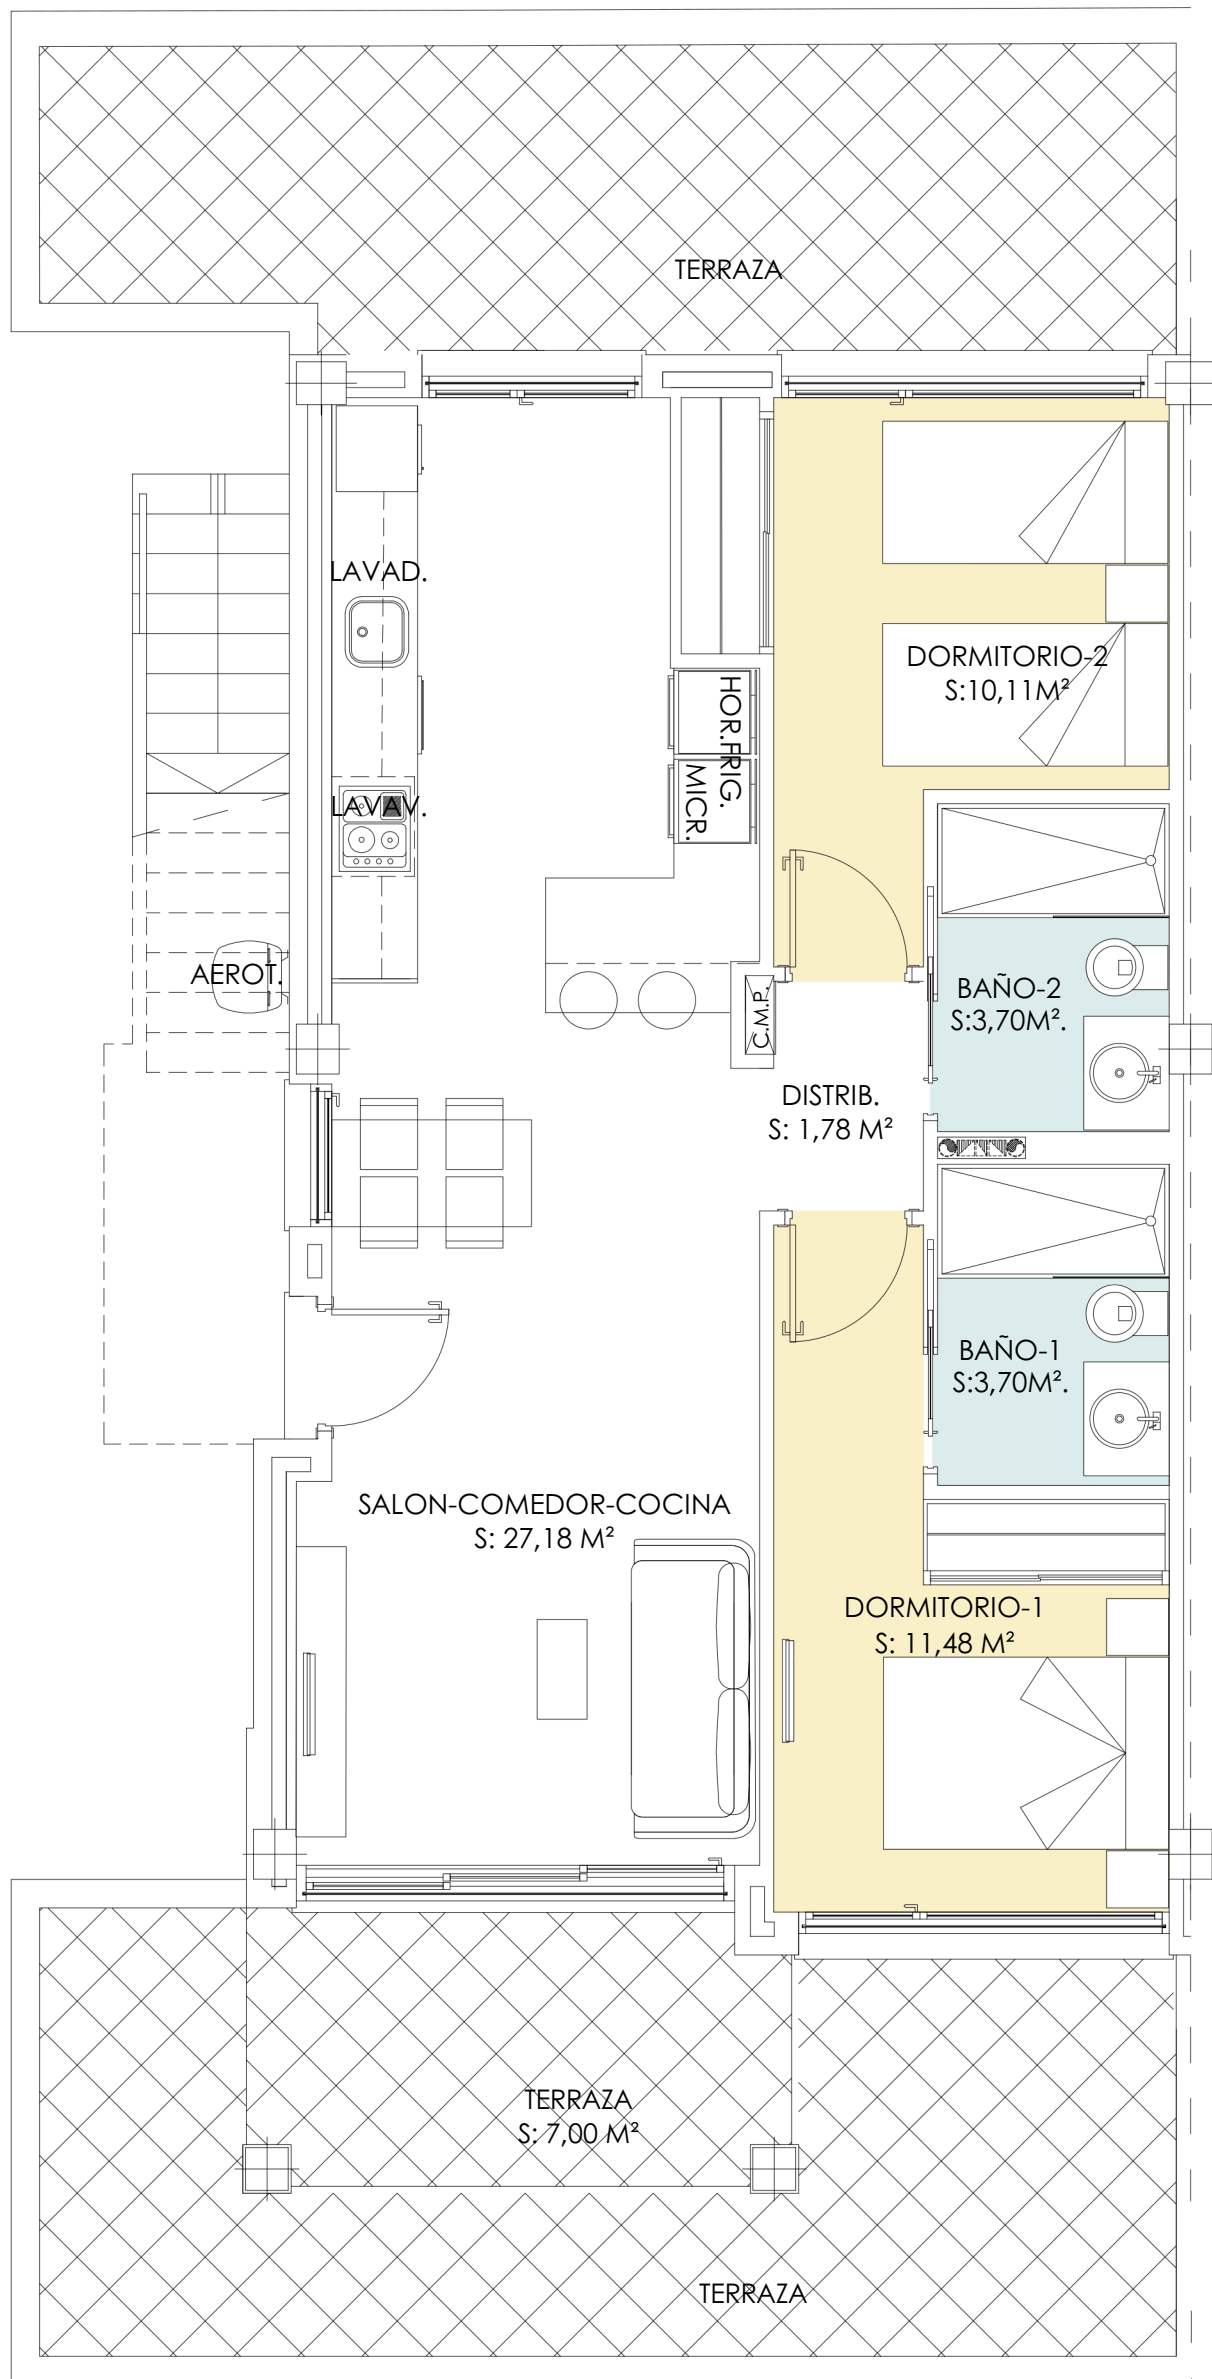 TERRAZA
LAVAD.
DORMITORIO-2
S:10,11M²
HOR.FRIG.
MICR.
LAVAV.
AEROT.
C.M.P.
BAÑO-2
S:3,70M².
DISTRIB.
S: 1,78 M²
BAÑO-1
S:3,70M².
SALON-COMEDOR-COCINA
S: 27,18 M²
DORMITORIO-1
S: 11,48 M²
TERRAZA
S: 7,00 M²
TERRAZA